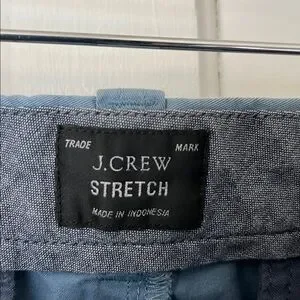 TRADE MARK
J.CREW
STRETCH
MADE IN INDONESIA